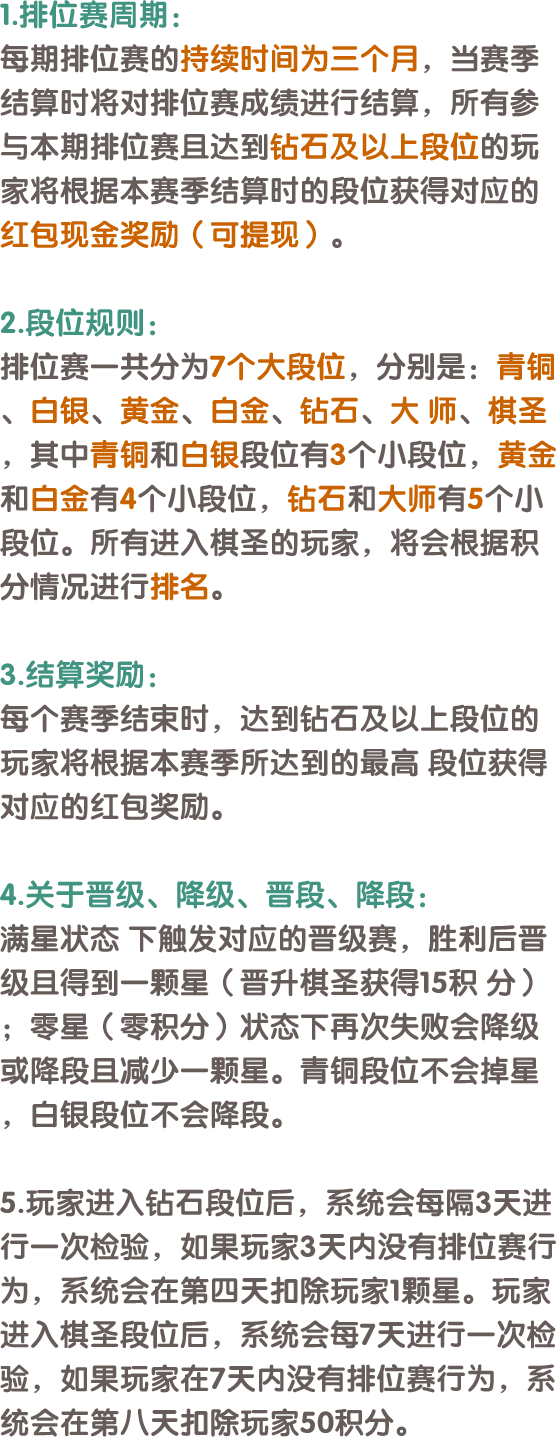 1.排位赛周期：
每期排位赛的持续时间为三个月，当赛季
结算时将对排位赛成绩进行结算，所有参
与本期排位赛且达到钻石及以上段位的玩
家将根据本赛季结算时的段位获得对应的
红包现金奖励（可提现）。
2.段位规则：
排位赛一共分为7个大段位，分别是：青铜
、白银、黄金、白金、钻石、大 师、棋圣
，其中青铜和白银段位有3个小段位，黄金
和白金有4个小段位，钻石和大师有5个小
段位。所有进入棋圣的玩家，将会根据积
分情况进行排名。
3.结算奖励：
每个赛季结束时，达到钻石及以上段位的
玩家将根据本赛季所达到的最高 段位获得
对应的红包奖励。
4.关于晋级、降级、晋段、降段：
满星状态 下触发对应的晋级赛，胜利后晋
级且得到一颗星（晋升棋圣获得15积 分）
；零星（零积分）状态下再次失败会降级
或降段且减少一颗星。青铜段位不会掉星
，白银段位不会降段。
5.玩家进入钻石段位后，系统会每隔3天进
行一次检验，如果玩家3天内没有排位赛行
为，系统会在第四天扣除玩家1颗星。玩家
进入棋圣段位后，系统会每7天进行一次检
验，如果玩家在7天内没有排位赛行为，系
统会在第八天扣除玩家50积分。